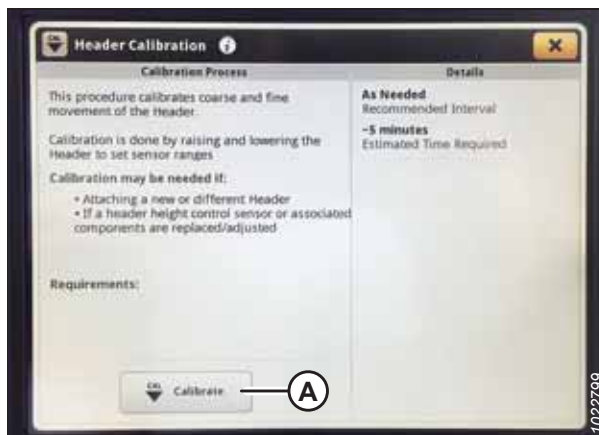 CAL
Header Calibration i
Calibration Process
Details
This procedure calibrates coarse and fine
movement of the Header.
Calibration is done by raising and lowering the
Header to set sensor ranges
Calibration may be needed if:
• Attaching a new or different Header
• If a header height control sensor or associated
components are replaced/adjusted
Requirements:
As Needed
Recommended Interval
~5 minutes
Estimated Time Required
CAL
Calibrate
A
1022799